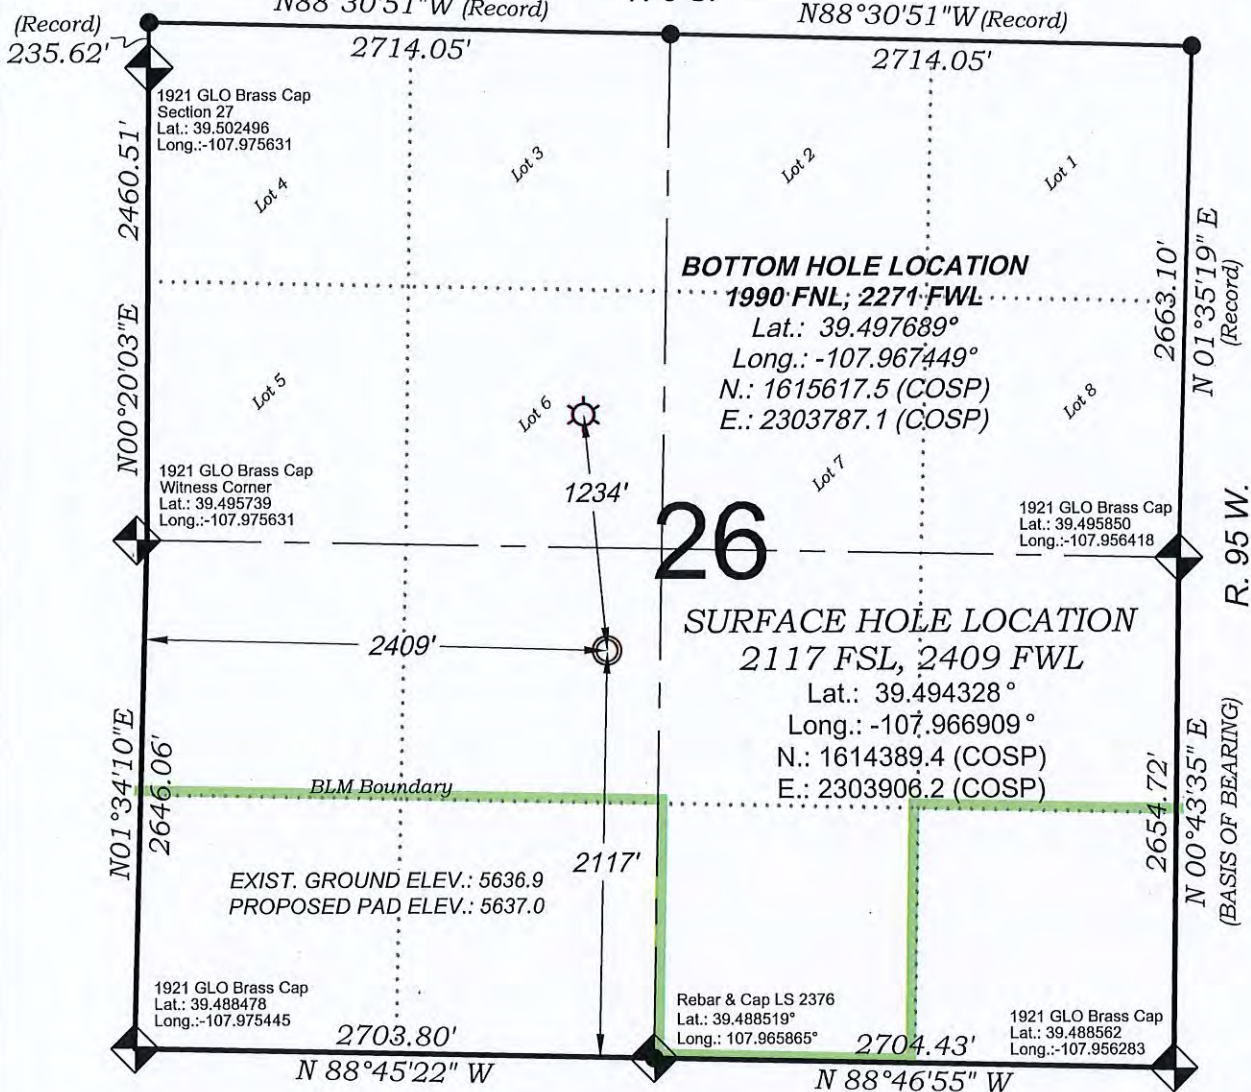 N88°30'51"W (Record)
N88°30'51"W (Record)
(Record)
235.62'
2714.05'
2714.05'
1921 GLO Brass Cap
Section 27
Lat.: 39.502496
Long.:-107.975631
2460.51'
Lot 4
Lot 3
Lot 2
Lot 1
N 01°35'19" E
(Record)
2663.10'
BOTTOM HOLE LOCATION
1990 FNL; 2271 FWL
Lat.: 39.497689°
Long.: -107.967449°
N.: 1615617.5 (COSP)
E.: 2303787.1 (COSP)
N00°20'03"E
Lot 5
Lot 6
Lot 7
Lot 8
1234'
1921 GLO Brass Cap
Witness Corner
Lat.: 39.495739
Long.:-107.975631
26
1921 GLO Brass Cap
Lat.: 39.495850
Long.:-107.956418
R. 95 W.
SURFACE HOLE LOCATION
2117 FSL, 2409 FWL
Lat.: 39.494328°
Long.: -107.966909°
N.: 1614389.4 (COSP)
E.: 2303906.2 (COSP)
2409'
N01°34'10"E
2646.06'
BLM Boundary
2117'
2654.72'
N 00°43'35" E
(BASIS OF BEARING)
EXIST. GROUND ELEV.: 5636.9
PROPOSED PAD ELEV.: 5637.0
1921 GLO Brass Cap
Lat.: 39.488478
Long.:-107.975445
Rebar & Cap LS 2376
Lat.: 39.488519°
Long.: 107.965865°
1921 GLO Brass Cap
Lat.: 39.488562
Long.:-107.956283
2703.80'
2704.43'
N 88°45'22" W
N 88°46'55" W